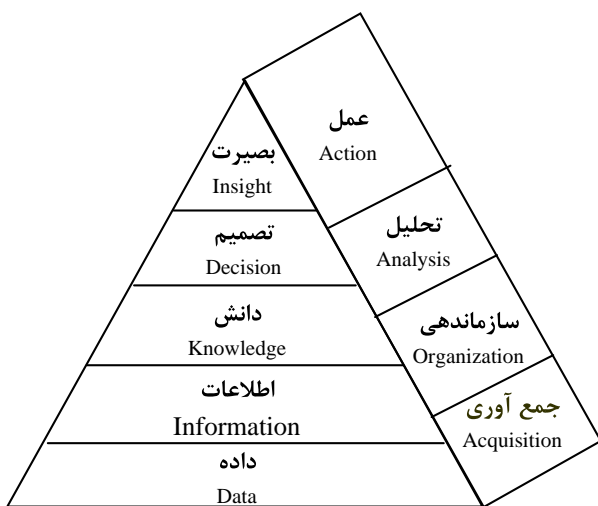 عمل
Action
بصیرت
Insight
تحلیل
Analysis
تصمیم
Decision
سازماندهی
Organization
دانش
Knowledge
جمع آوری
Acquisition
اطلاعات
Information
داده
Data